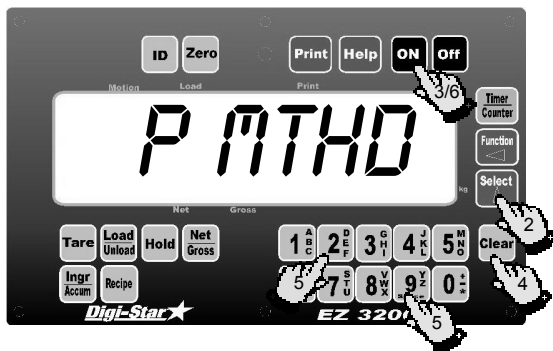 ID Zero Print Help ON Off
Motion Load Print
3/6
Timer
Counter
P MTHD
Function
kg
Select
Net Gross
2
Tare Load
Unload Hold Net
Gross
1 ABC 2 DEF 3 GHI 4 JKL 5 MNO Clear
Ingr
Accum Recipe
5 7 STU 8 VWX 9 YZ 0
4
5
Digi-Star EZ 3200